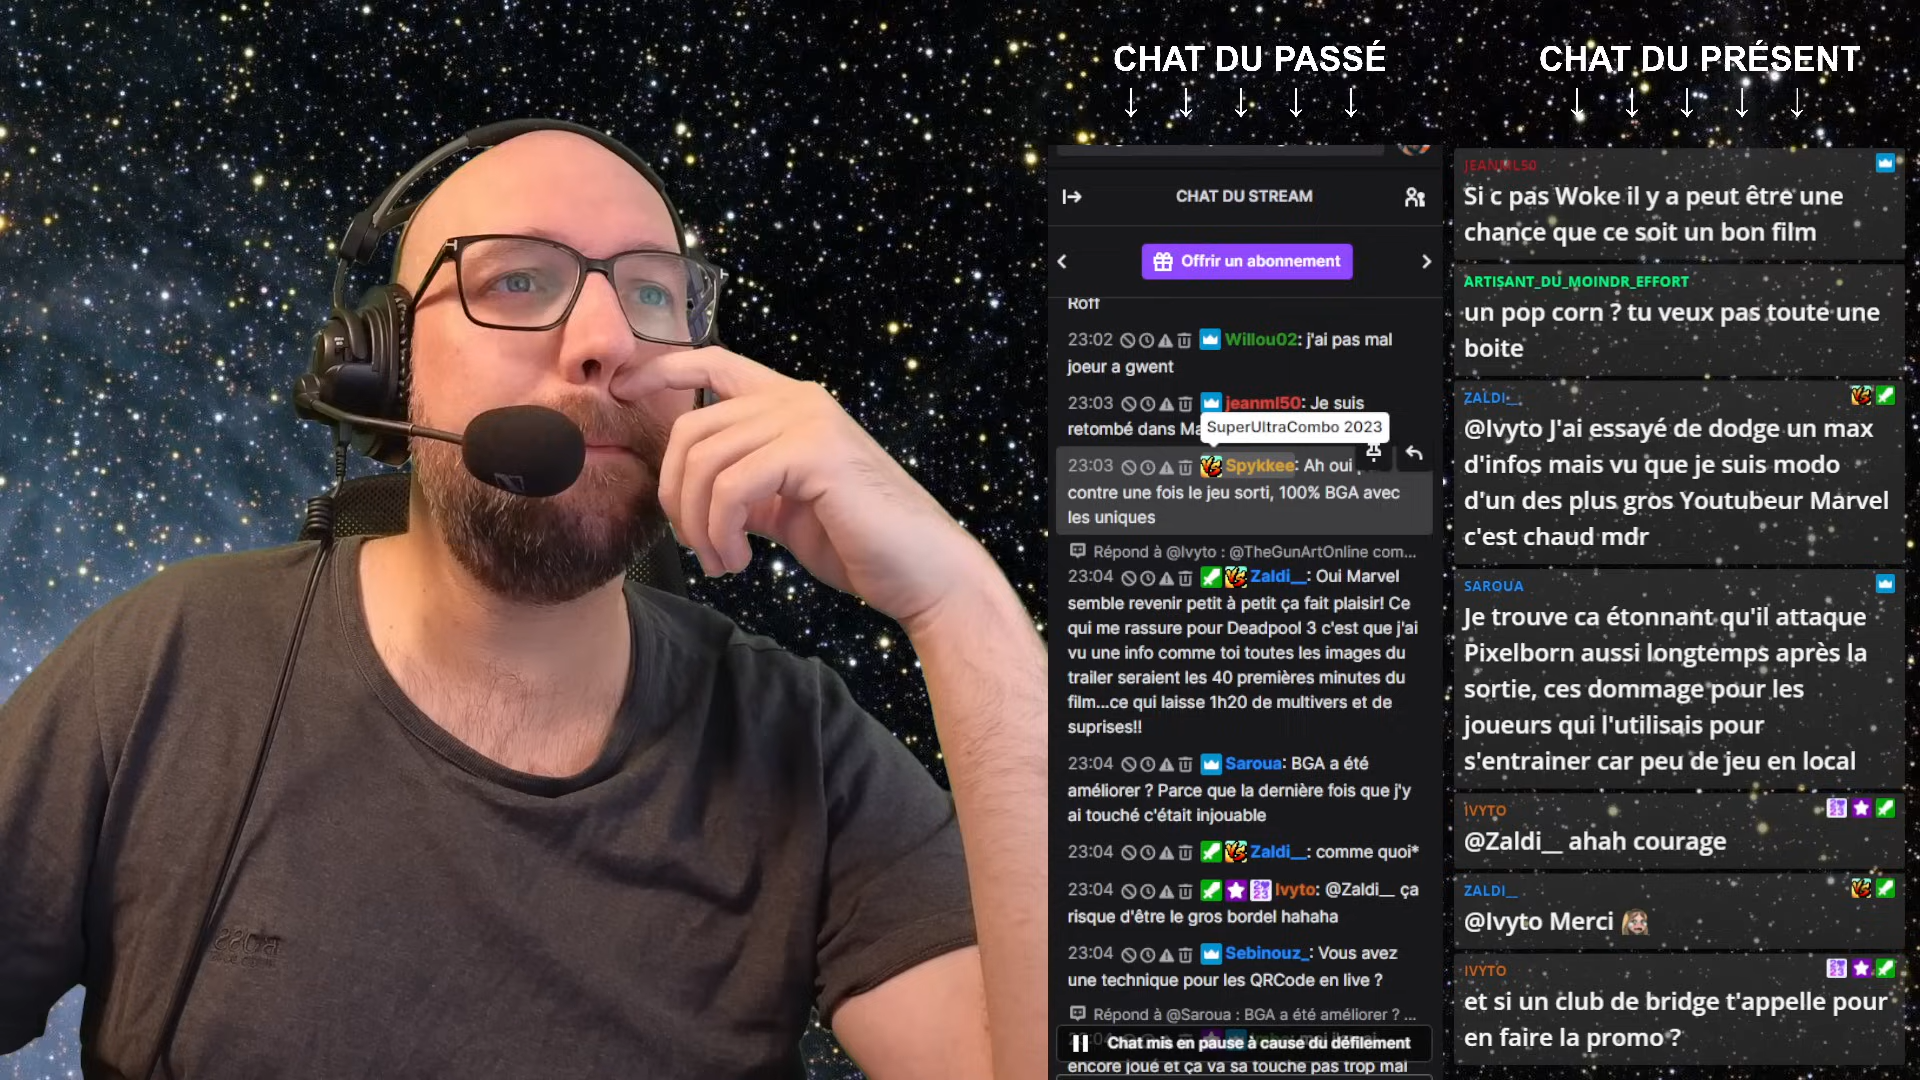 CHAT DU PASSÉ
↓ ↓ ↓ ↓ ↓
CHAT DU STREAM
Offrir un abonnement
Roff
23:02 Willou02: j'ai pas mal
joeur a gwent
23:03 jeanml50: Je suis
retombé dans
SuperUltraCombo 2023
23:03 Spykkee: Ah oui
contre une fois le jeu sorti, 100% BGA avec
les uniques
Répond à @Ivyto : @TheGunArtOnline com...
23:04 Zaldi__: Oui Marvel
semble revenir petit à petit ça fait plaisir! Ce
qui me rassure pour Deadpool 3 c'est que j'ai
vu une info comme toi toutes les images du
trailer seraient les 40 premières minutes du
film...ce qui laisse 1h20 de multivers et de
suprises!!
23:04 Saroua: BGA a été
améliorer ? Parce que la dernière fois que j'y
ai touché c'était injouable
23:04 Zaldi__: comme quoi*
23:04 Ivyto: @Zaldi__ ça
risque d'être le gros bordel hahaha
23:04 Sebinouz_: Vous avez
une technique pour les QRCode en live ?
Répond à @Saroua : BGA a été améliorer ? ...
Chat mis en pause à cause du défilement
encore joué et ça va sa touche pas trop mal
CHAT DU PRÉSENT
↓ ↓ ↓ ↓ ↓
JEANML50
Si c pas Woke il y a peut être une
chance que ce soit un bon film
ARTISANT_DU_MOINDR_EFFORT
un pop corn ? tu veux pas toute une
boite
ZALDI__
@Ivyto J'ai essayé de dodge un max
d'infos mais vu que je suis modo
d'un des plus gros Youtubeur Marvel
c'est chaud mdr
SAROUA
Je trouve ca étonnant qu'il attaque
Pixelborn aussi longtemps après la
sortie, ces dommage pour les
joueurs qui l'utilisais pour
s'entrainer car peu de jeu en local
IVYTO
@Zaldi__ ahah courage
ZALDI__
@Ivyto Merci
IVYTO
et si un club de bridge t'appelle pour
en faire la promo ?